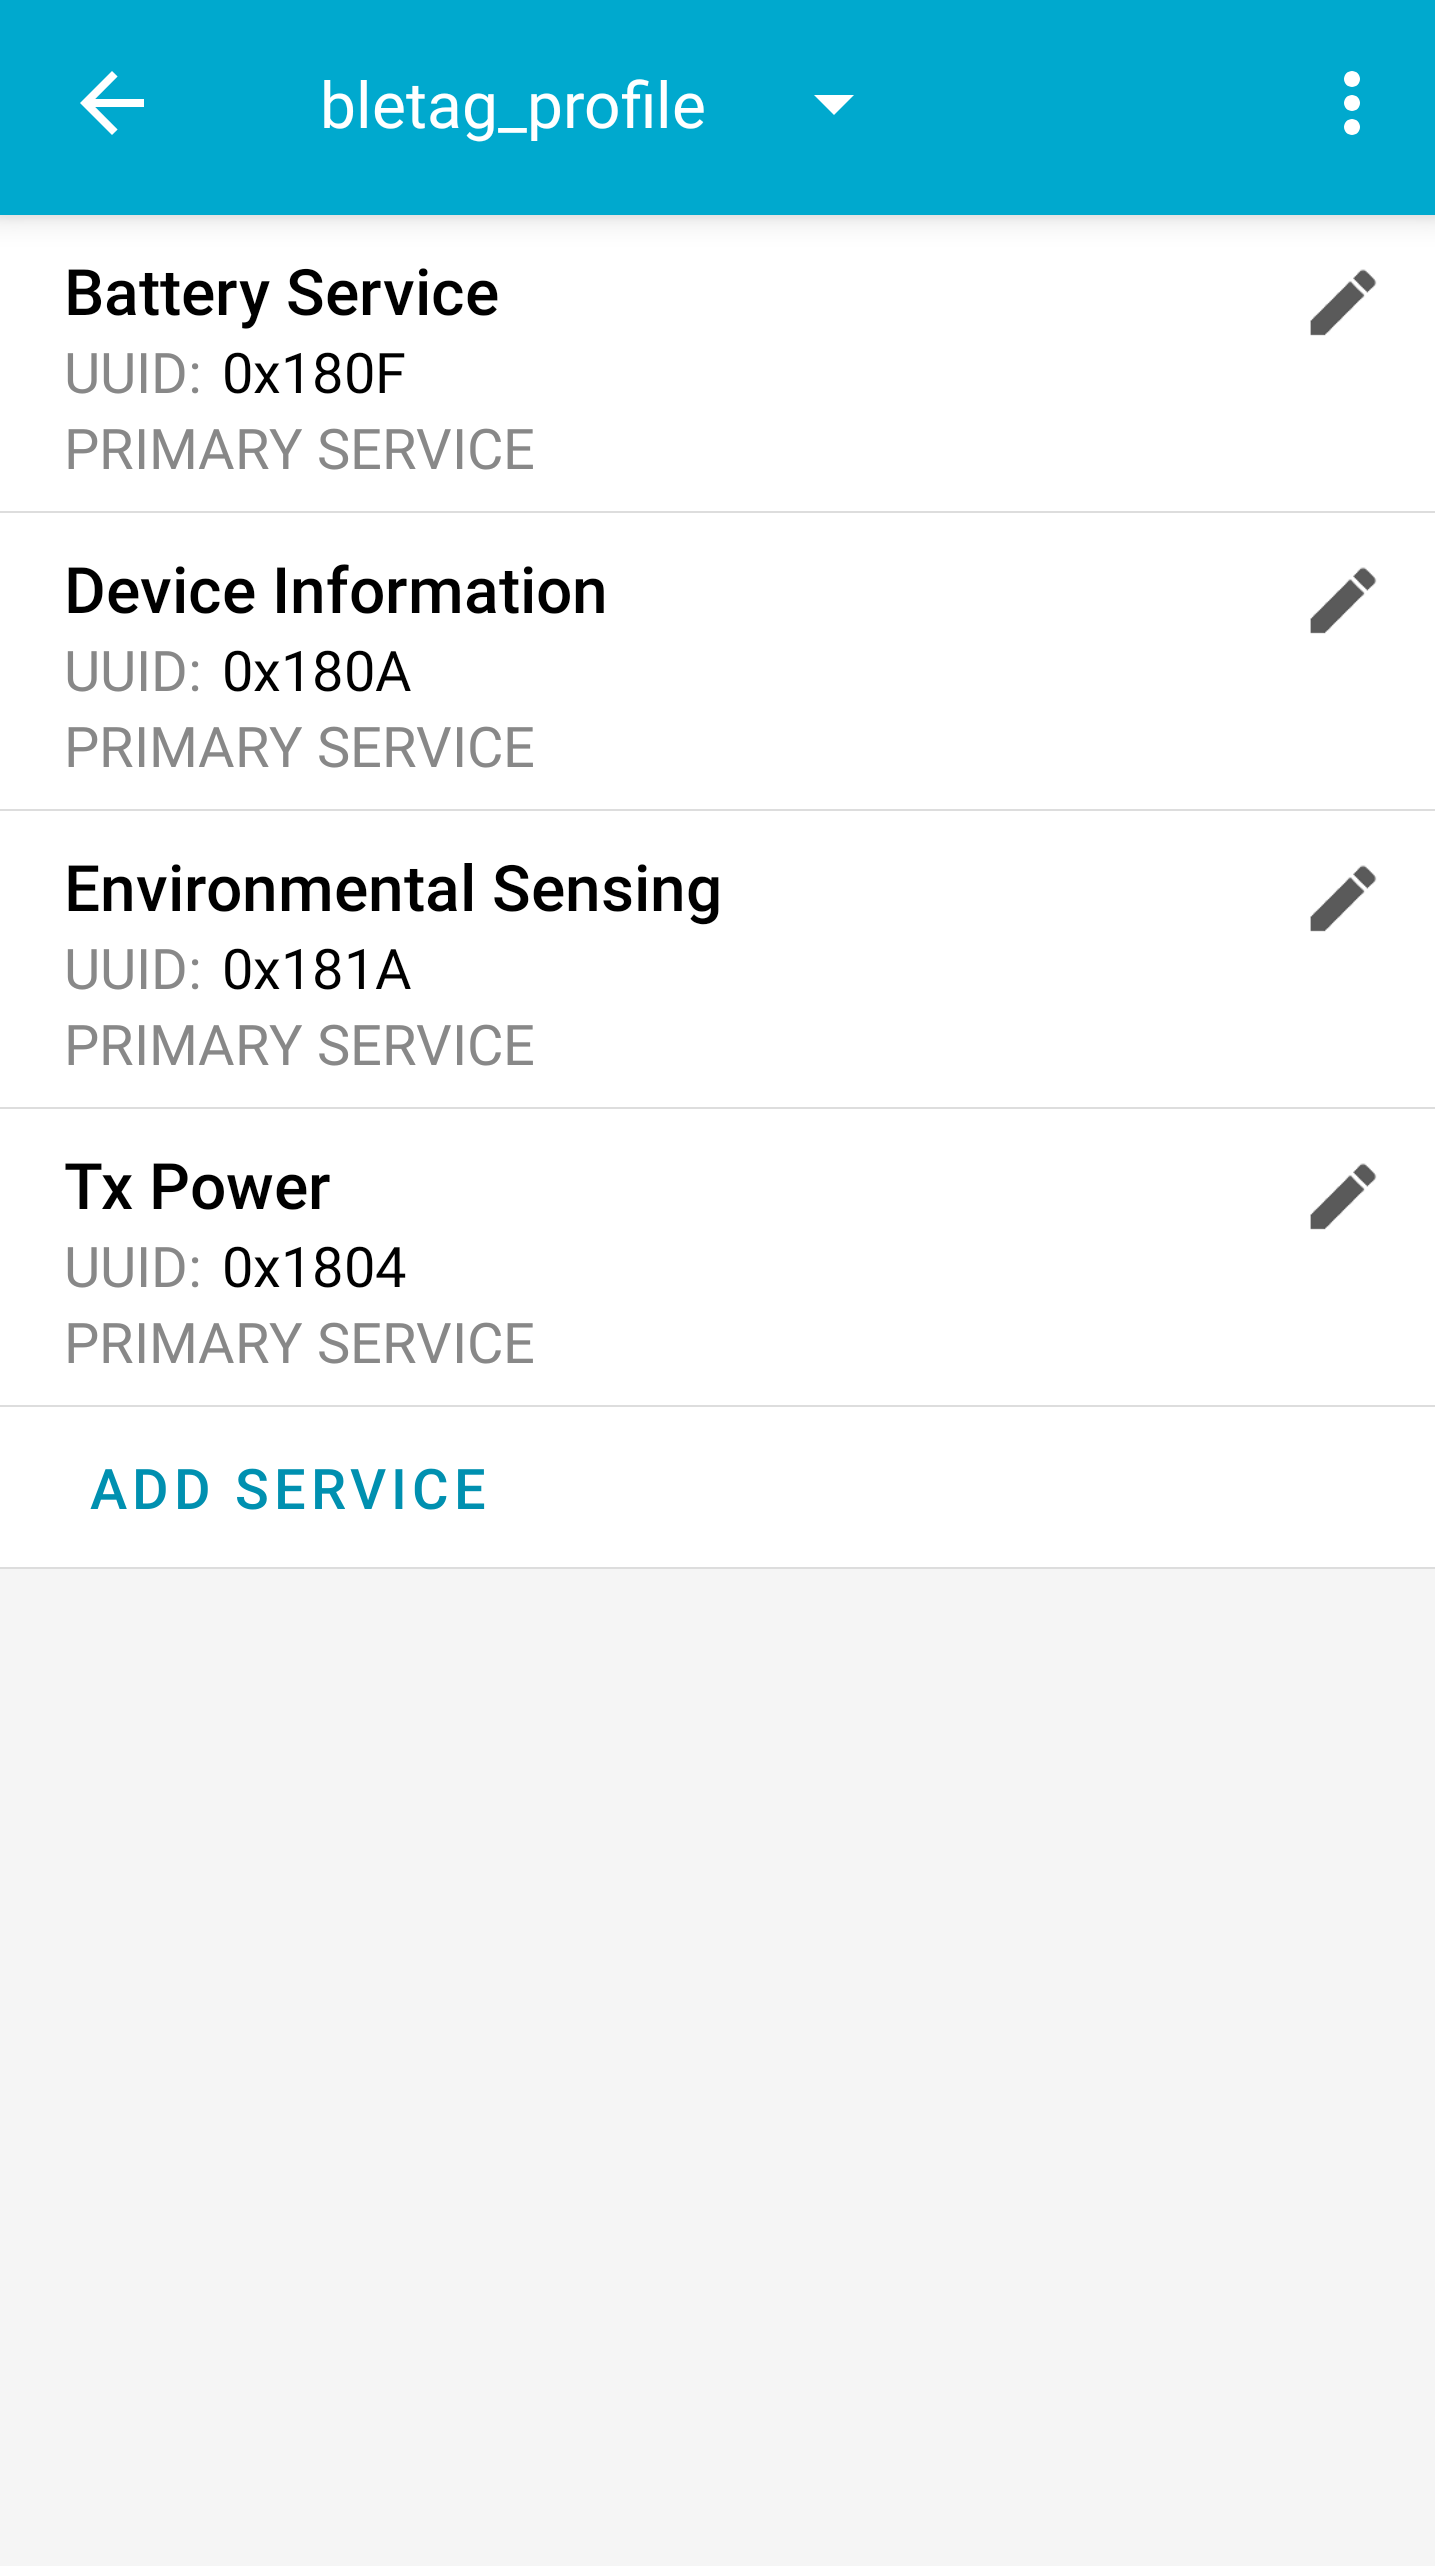 bletag_profile
Battery Service
UUID: 0x180F
PRIMARY SERVICE
Device Information
UUID: 0x180A
PRIMARY SERVICE
Environmental Sensing
UUID: 0x181A
PRIMARY SERVICE
Tx Power
UUID: 0x1804
PRIMARY SERVICE
ADD SERVICE